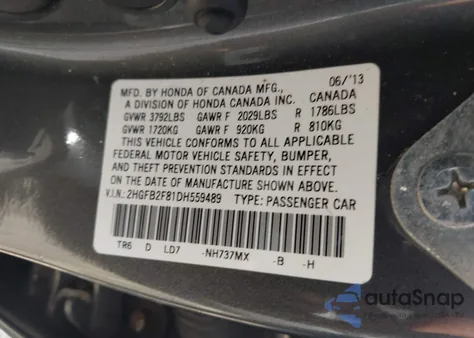 MFD. BY HONDA OF CANADA MFG., 06/'13
A DIVISION OF HONDA CANADA INC. CANADA
GVWR 3792LBS GAWR F 2029LBS R 1786LBS
GVWR 1720KG GAWR F 920KG R 810KG
THIS VEHICLE CONFORMS TO ALL APPLICABLE
FEDERAL MOTOR VEHICLE SAFETY, BUMPER,
AND THEFT PREVENTION STANDARDS IN EFFECT
ON THE DATE OF MANUFACTURE SHOWN ABOVE.
V.I.N.: 2HGFB2F81DH559489 TYPE: PASSENGER CAR
TR6 D LD7 -NH737MX -B -H
autaSnap